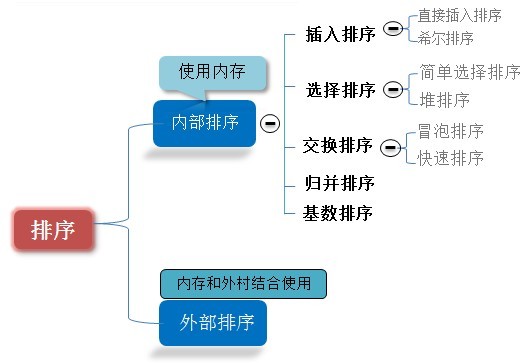 排序
使用内存
内部排序
插入排序
直接插入排序
希尔排序
选择排序
简单选择排序
堆排序
交换排序
冒泡排序
快速排序
归并排序
基数排序
内存和外村结合使用
外部排序